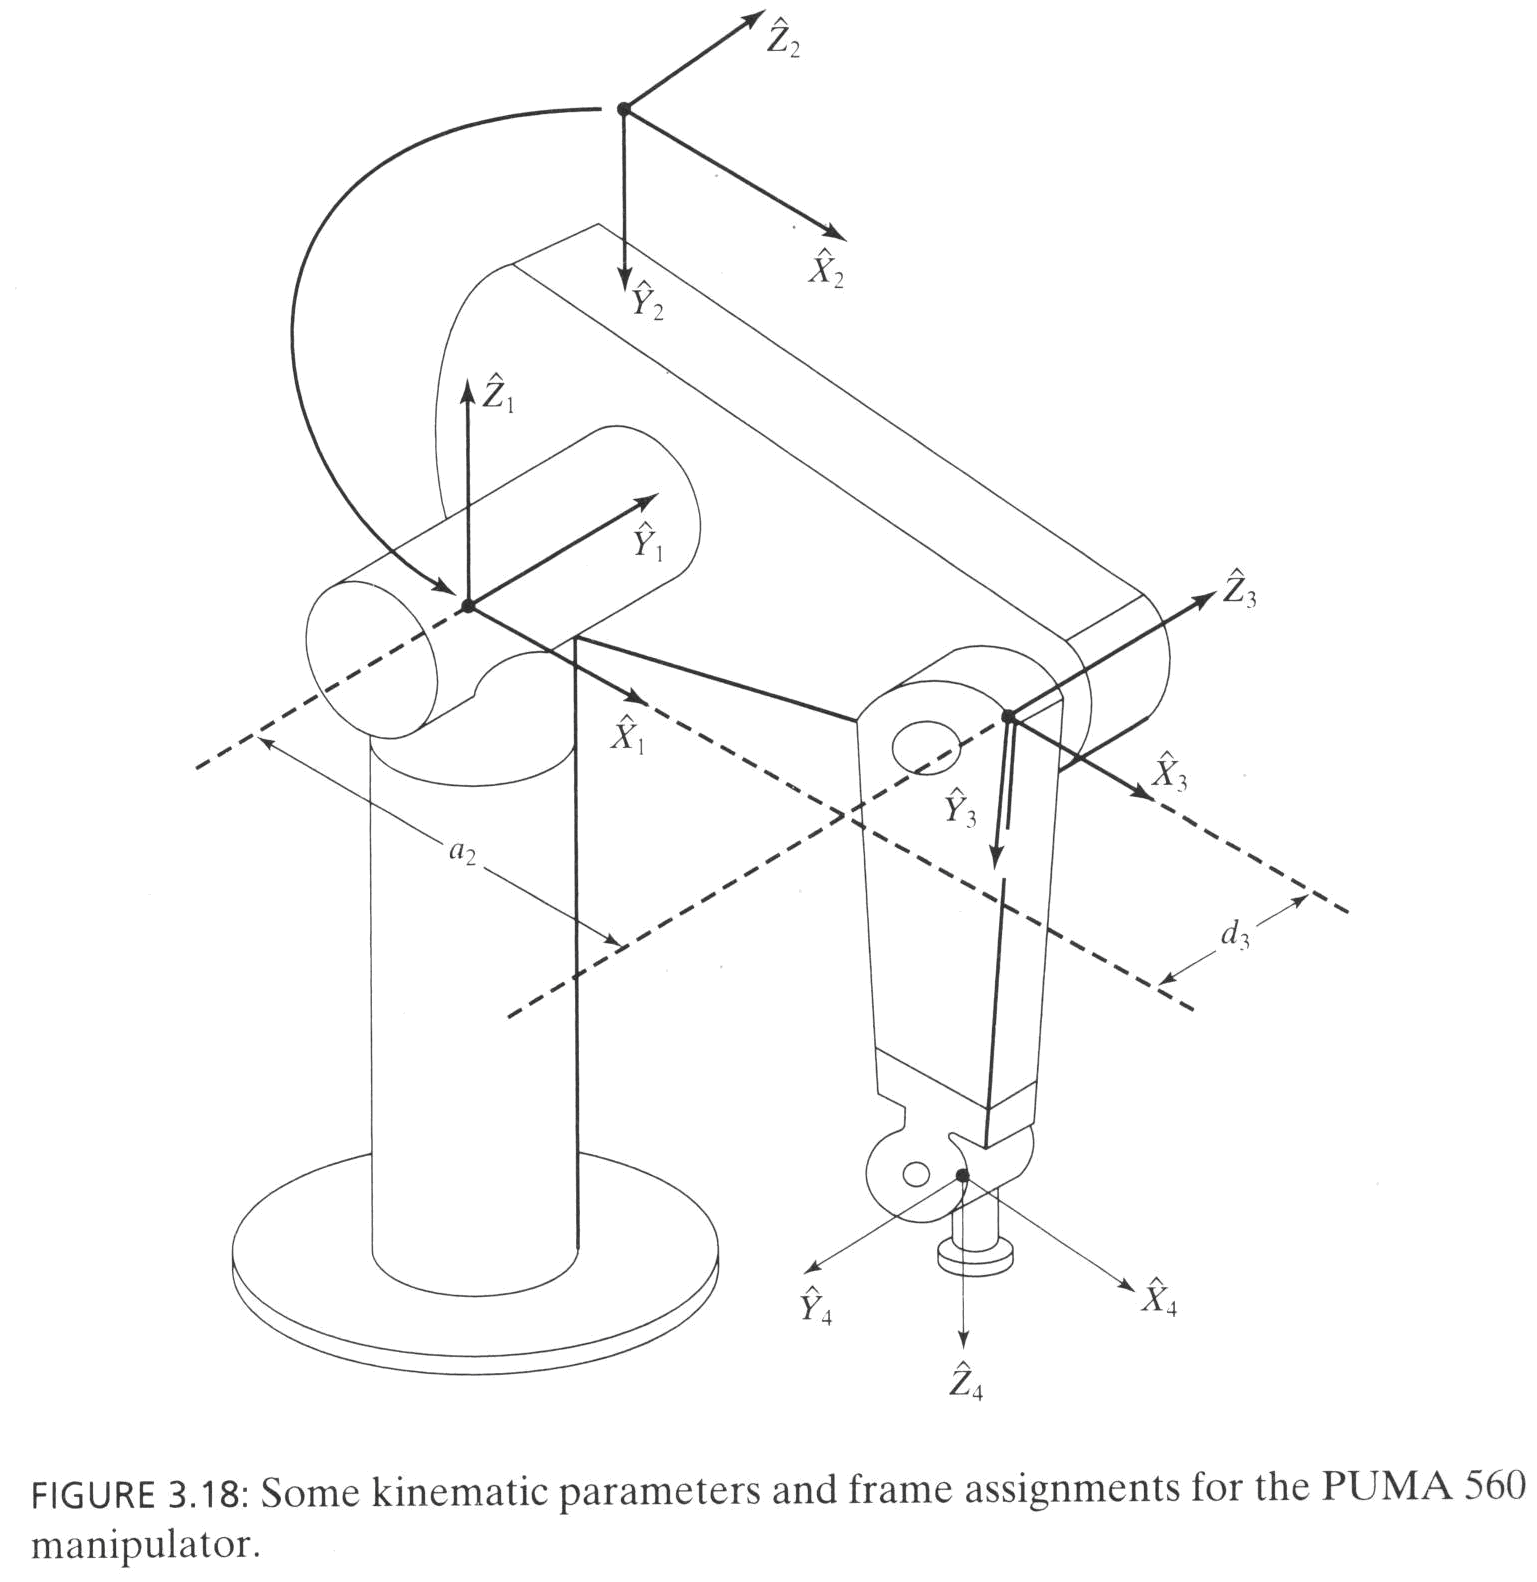 Ẑ₂
X̂₂
Ŷ₂
Ẑ₁
Ŷ₁
X̂₁
Ẑ₃
X̂₃
Ŷ₃
a₂
d₃
Ŷ₄
X̂₄
Ẑ₄
FIGURE 3.18: Some kinematic parameters and frame assignments for the PUMA 560
manipulator.